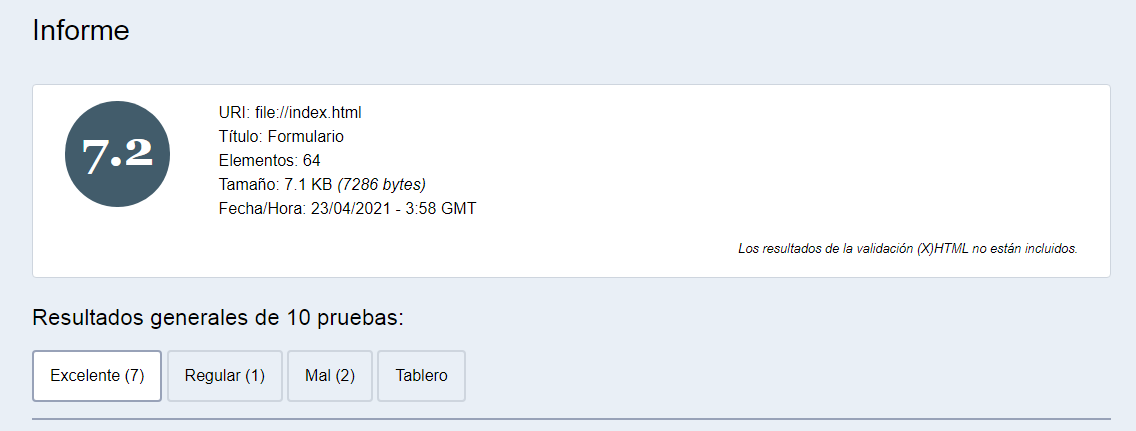 Informe
7.2
URI: file://index.html
Título: Formulario
Elementos: 64
Tamaño: 7.1 KB (7286 bytes)
Fecha/Hora: 23/04/2021 - 3:58 GMT
Los resultados de la validación (X)HTML no están incluidos.
Resultados generales de 10 pruebas:
Excelente (7) Regular (1) Mal (2) Tablero